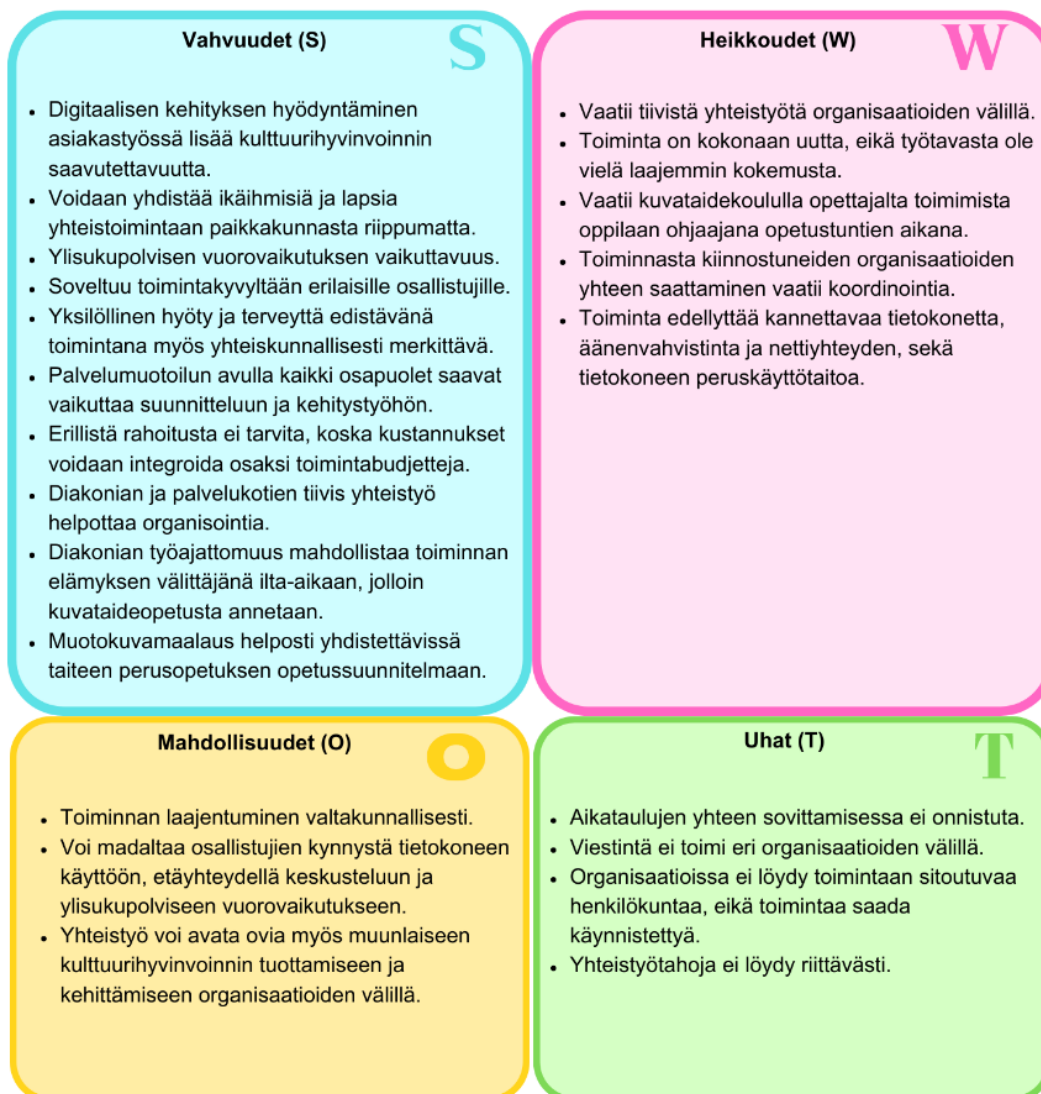 Vahvuudet (S)
S
• Digitaalisen kehityksen hyödyntäminen
asiakastyössä lisää kulttuurihyvinvoinnin
saavutettavuutta.
• Voidaan yhdistää ikäihmisiä ja lapsia
yhteistoimintaan paikkakunnasta riippumatta.
• Ylisukupolvisen vuorovaikutuksen vaikuttavuus.
• Soveltuu toimintakyvyltään erilaisille osallistujille.
• Yksilöllinen hyöty ja terveyttä edistävänä
toimintana myös yhteiskunnallisesti merkittävä.
• Palvelumuotoilun avulla kaikki osapuolet saavat
vaikuttaa suunnitteluun ja kehitystyöhön.
• Erillistä rahoitusta ei tarvita, koska kustannukset
voidaan integroida osaksi toimintabudjetteja.
• Diakonian ja palvelukotien tiivis yhteistyö
helpottaa organisointia.
• Diakonian työajattomuus mahdollistaa toiminnan
elämyksen välittäjänä ilta-aikaan, jolloin
kuvataideopetusta annetaan.
• Muotokuvamaalaus helposti yhdistettävissä
taiteen perusopetuksen opetussuunnitelmaan.
Heikkoudet (W)
W
• Vaatii tiivistä yhteistyötä organisaatioiden välillä.
• Toiminta on kokonaan uutta, eikä työtavasta ole
vielä laajemmin kokemusta.
• Vaatii kuvataidekoululla opettajalta toimimista
oppilaan ohjaajana opetustuntien aikana.
• Toiminnasta kiinnostuneiden organisaatioiden
yhteen saattaminen vaatii koordinointia.
• Toiminta edellyttää kannettavaa tietokonetta,
äänenvahvistinta ja nettiyhteyden, sekä
tietokoneen peruskäyttötaitoa.
Mahdollisuudet (O)
O
• Toiminnan laajentuminen valtakunnallisesti.
• Voi madaltaa osallistujien kynnystä tietokoneen
käyttöön, etäyhteydellä keskusteluun ja
ylisukupolviseen vuorovaikutukseen.
• Yhteistyö voi avata ovia myös muunlaiseen
kulttuurihyvinvoinnin tuottamiseen ja
kehittämiseen organisaatioiden välillä.
Uhat (T)
T
• Aikataulujen yhteen sovittamisessa ei onnistuta.
• Viestintä ei toimi eri organisaatioiden välillä.
• Organisaatioissa ei löydy toimintaan sitoutuvaa
henkilökuntaa, eikä toimintaa saada
käynnistettyä.
• Yhteistyötahoja ei löydy riittävästi.